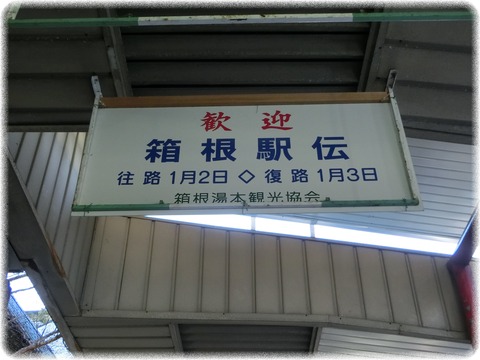 歓迎
箱根駅伝
往路1月2日◇復路1月3日
箱根湯本観光協会